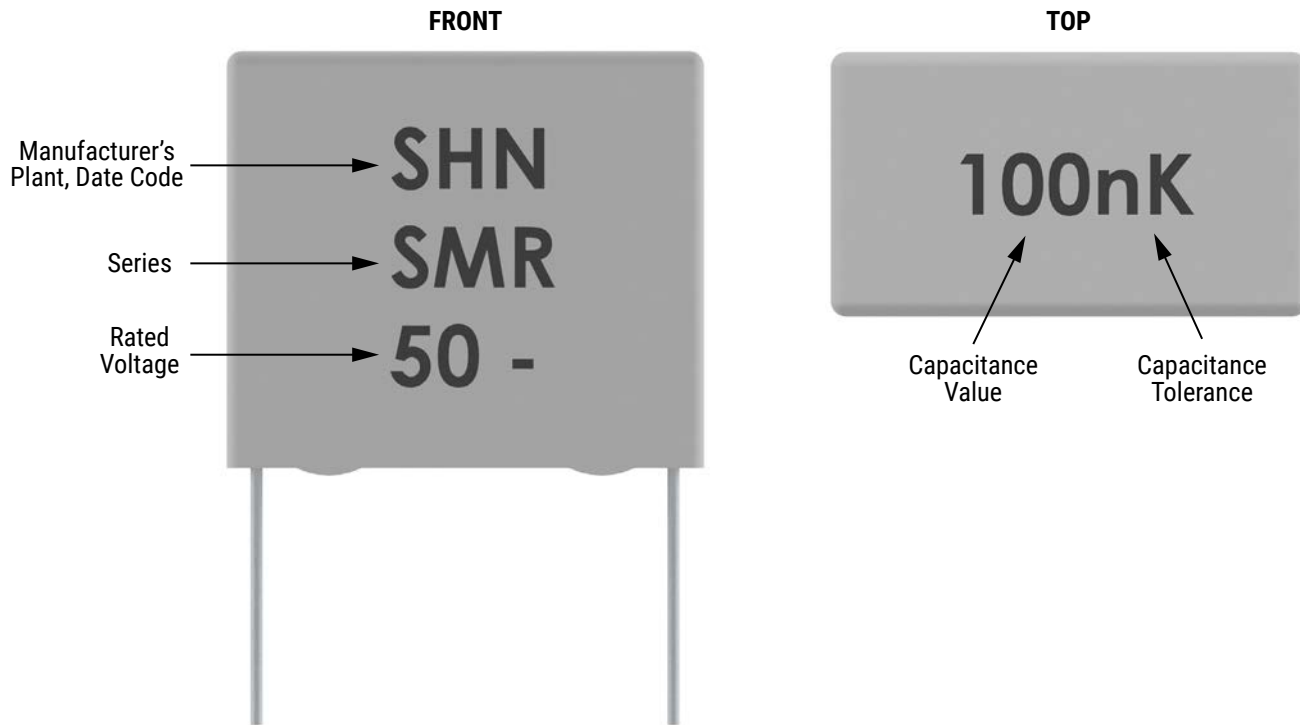 FRONT
TOP
Manufacturer's
Plant, Date Code
SHN
Series
SMR
Rated
Voltage
50 -
100nK
Capacitance
Value
Capacitance
Tolerance